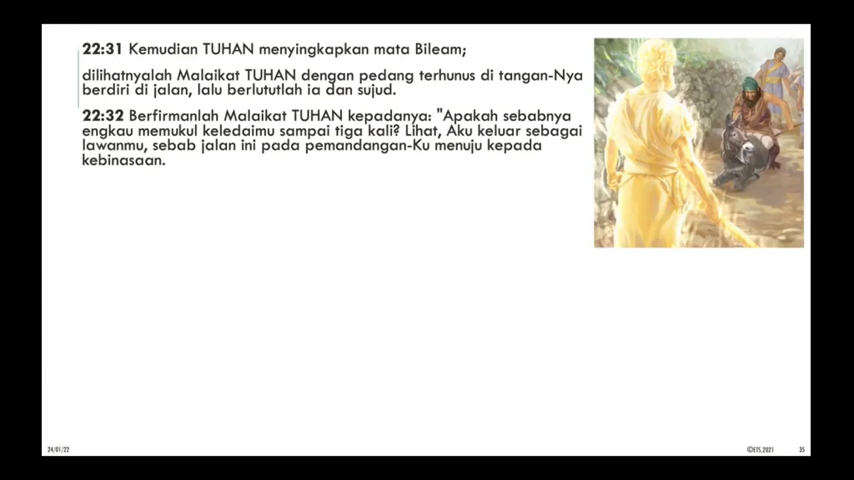 22:31 Kemudian TUHAN menyingkapkan mata Bileam;
dilihatnyalah Malaikat TUHAN dengan pedang terhunus di tangan-Nya
berdiri di jalan, lalu berlututlah ia dan sujud.
22:32 Berfirmanlah Malaikat TUHAN kepadanya: "Apakah sebabnya
engkau memukul keledaimu sampai tiga kali? Lihat, Aku keluar sebagai
lawanmu, sebab jalan ini pada pemandangan-Ku menuju kepada
kebinasaan.
24/01/22
©ETS.2021
35